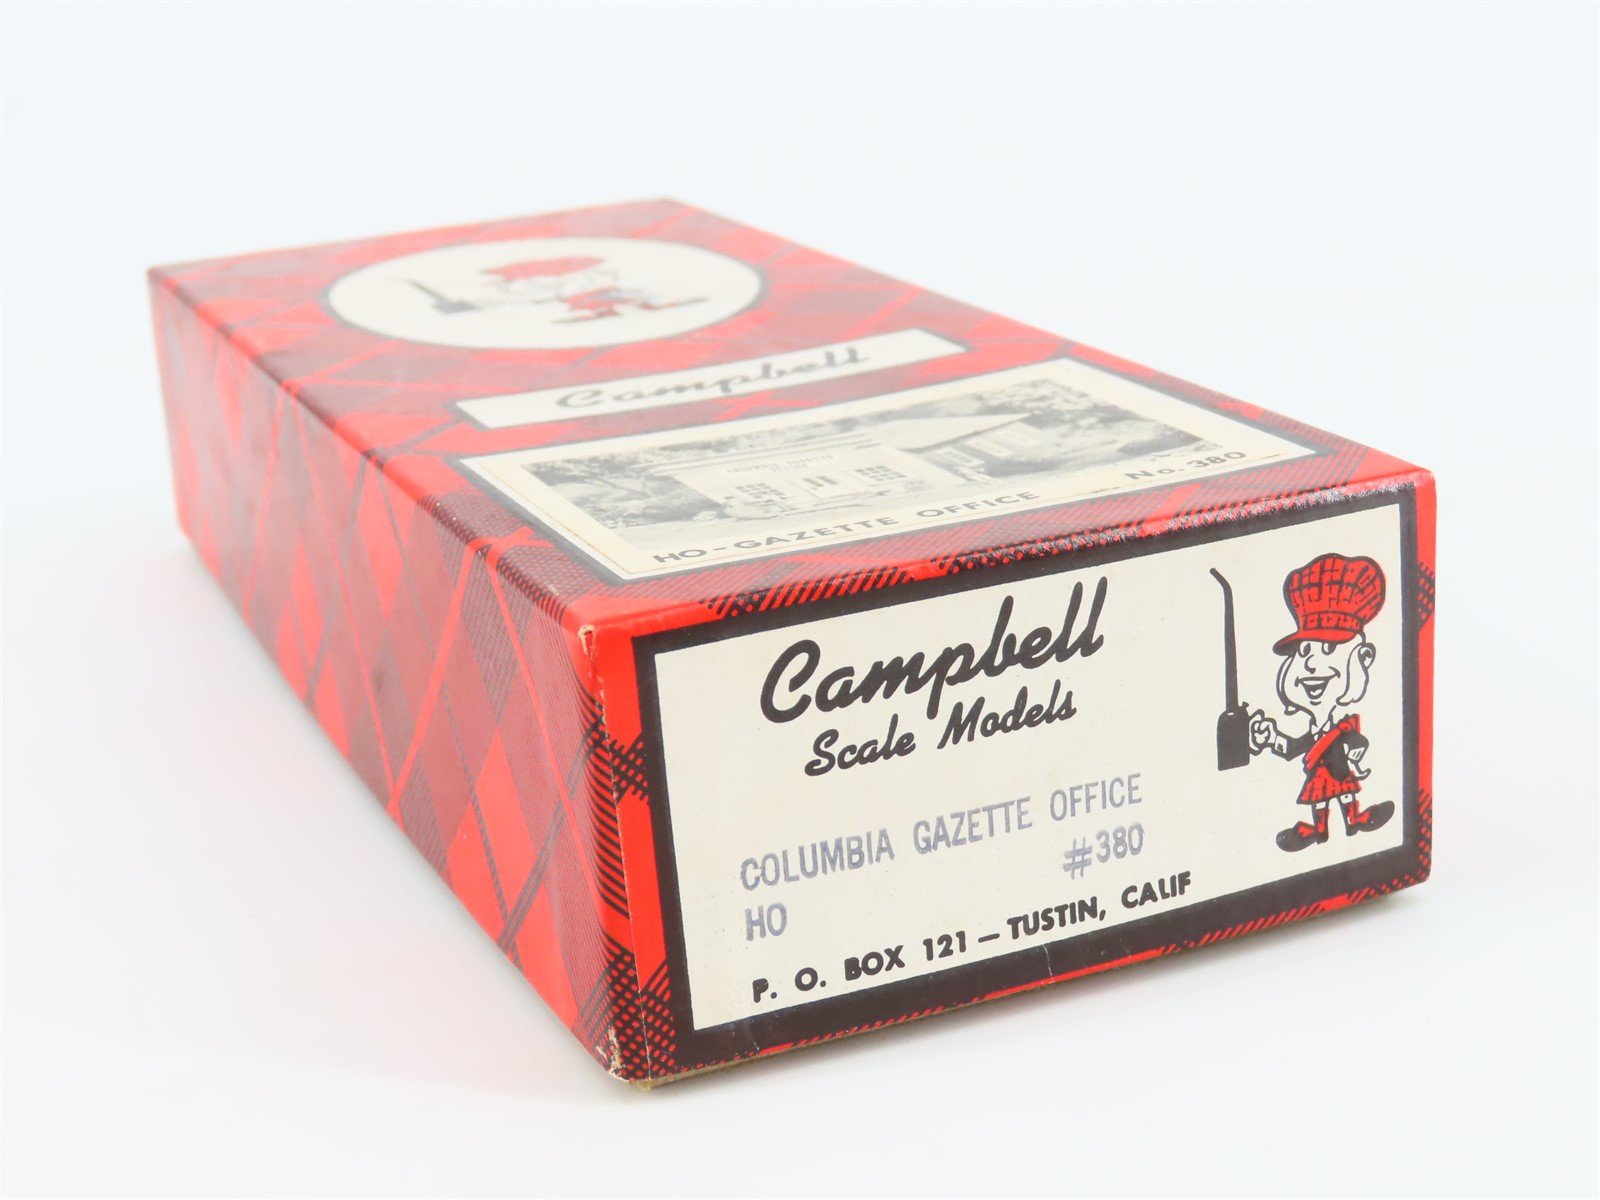 Campbell
HO-GAZETTE OFFICE No. 380
Campbell
Scale Models
COLUMBIA GAZETTE OFFICE
#380
HO
P. O. BOX 121 — TUSTIN, CALIF